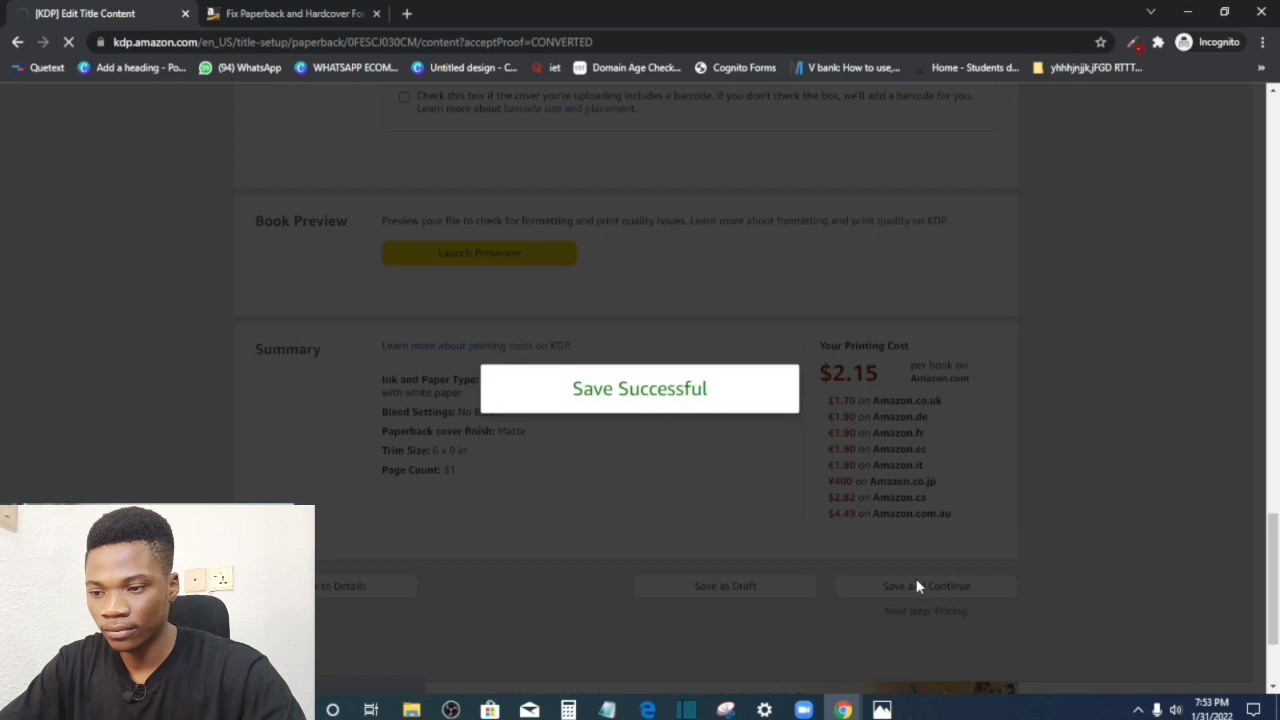 [KDP] Edit Title Content
Fix Paperback and Hardcover For
kdp.amazon.com/en_US/title-setup/paperback/0FESCJ030CM/content?acceptProof=CONVERTED
Incognito
Quetext
Add a heading - Po...
(94) WhatsApp
WHATSAPP ECOM...
Untitled design - C...
iet
Domain Age Check...
Cognito Forms
V bank: How to use,...
Home - Students d...
yhhhjnjjk,jFGD RTTT...
Check this box if the cover you're uploading includes a barcode. If you don't check the box, we'll add a barcode for you.
Learn more about barcode size and placement.
Book Preview
Preview your file to check for formatting and print quality issues. Learn more about formatting and print quality on KDP.
Launch Previewer
Summary
Learn more about printing costs on KDP.
Ink and Paper Type:
with white paper
Bleed Settings: No
Paperback cover finish: Matte
Trim Size: 6 x 9 in
Page Count: 31
Save Successful
Your Printing Cost
$2.15 per book on
Amazon.com
£1.70 on Amazon.co.uk
€1.90 on Amazon.de
€1.90 on Amazon.fr
€1.90 on Amazon.es
€1.90 on Amazon.it
¥400 on Amazon.co.jp
$2.82 on Amazon.ca
$4.49 on Amazon.com.au
to Details
Save as Draft
Save Continue
Next step: Pricing
7:53 PM
1/31/2022